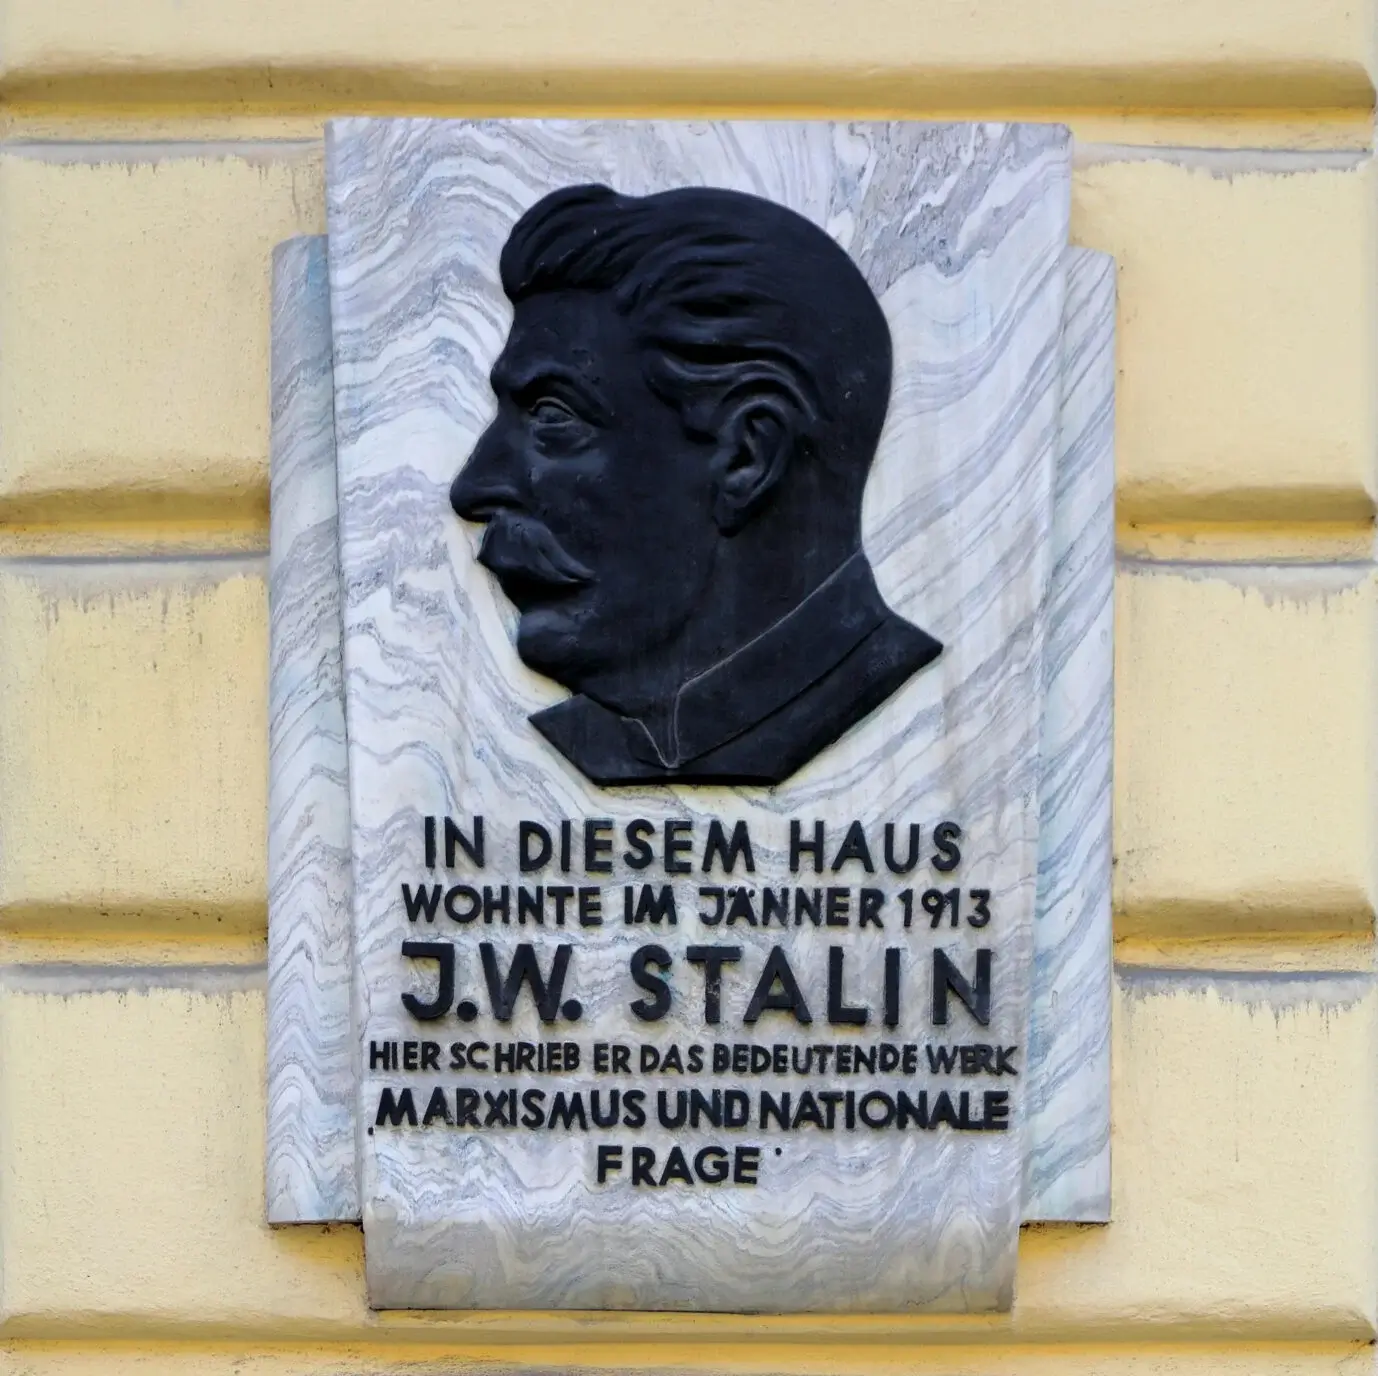 IN DIESEM HAUS
WOHNTE IM JÄNNER 1913
J.W. STALIN
HIER SCHRIEB ER DAS BEDEUTENDE WERK
‚MARXISMUS UND NATIONALE
FRAGE‘